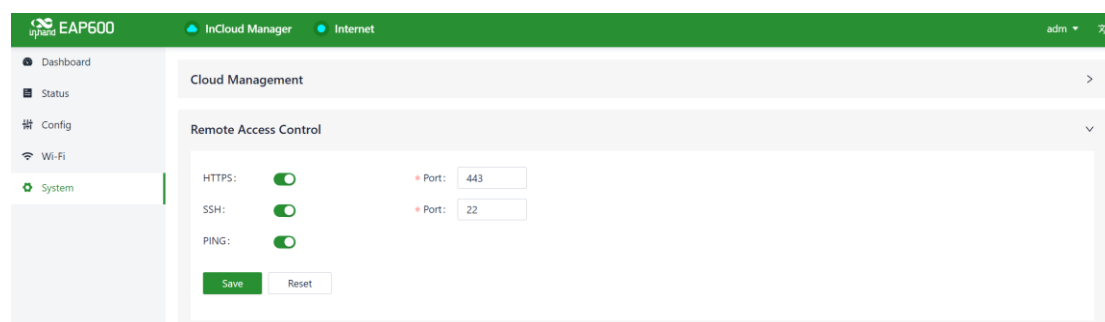 inhand EAP600 InCloud Manager Internet adm
Dashboard
Cloud Management
Status
Config
Remote Access Control
Wi-Fi
HTTPS: * Port: 443
System
SSH: * Port: 22
PING:
Save Reset